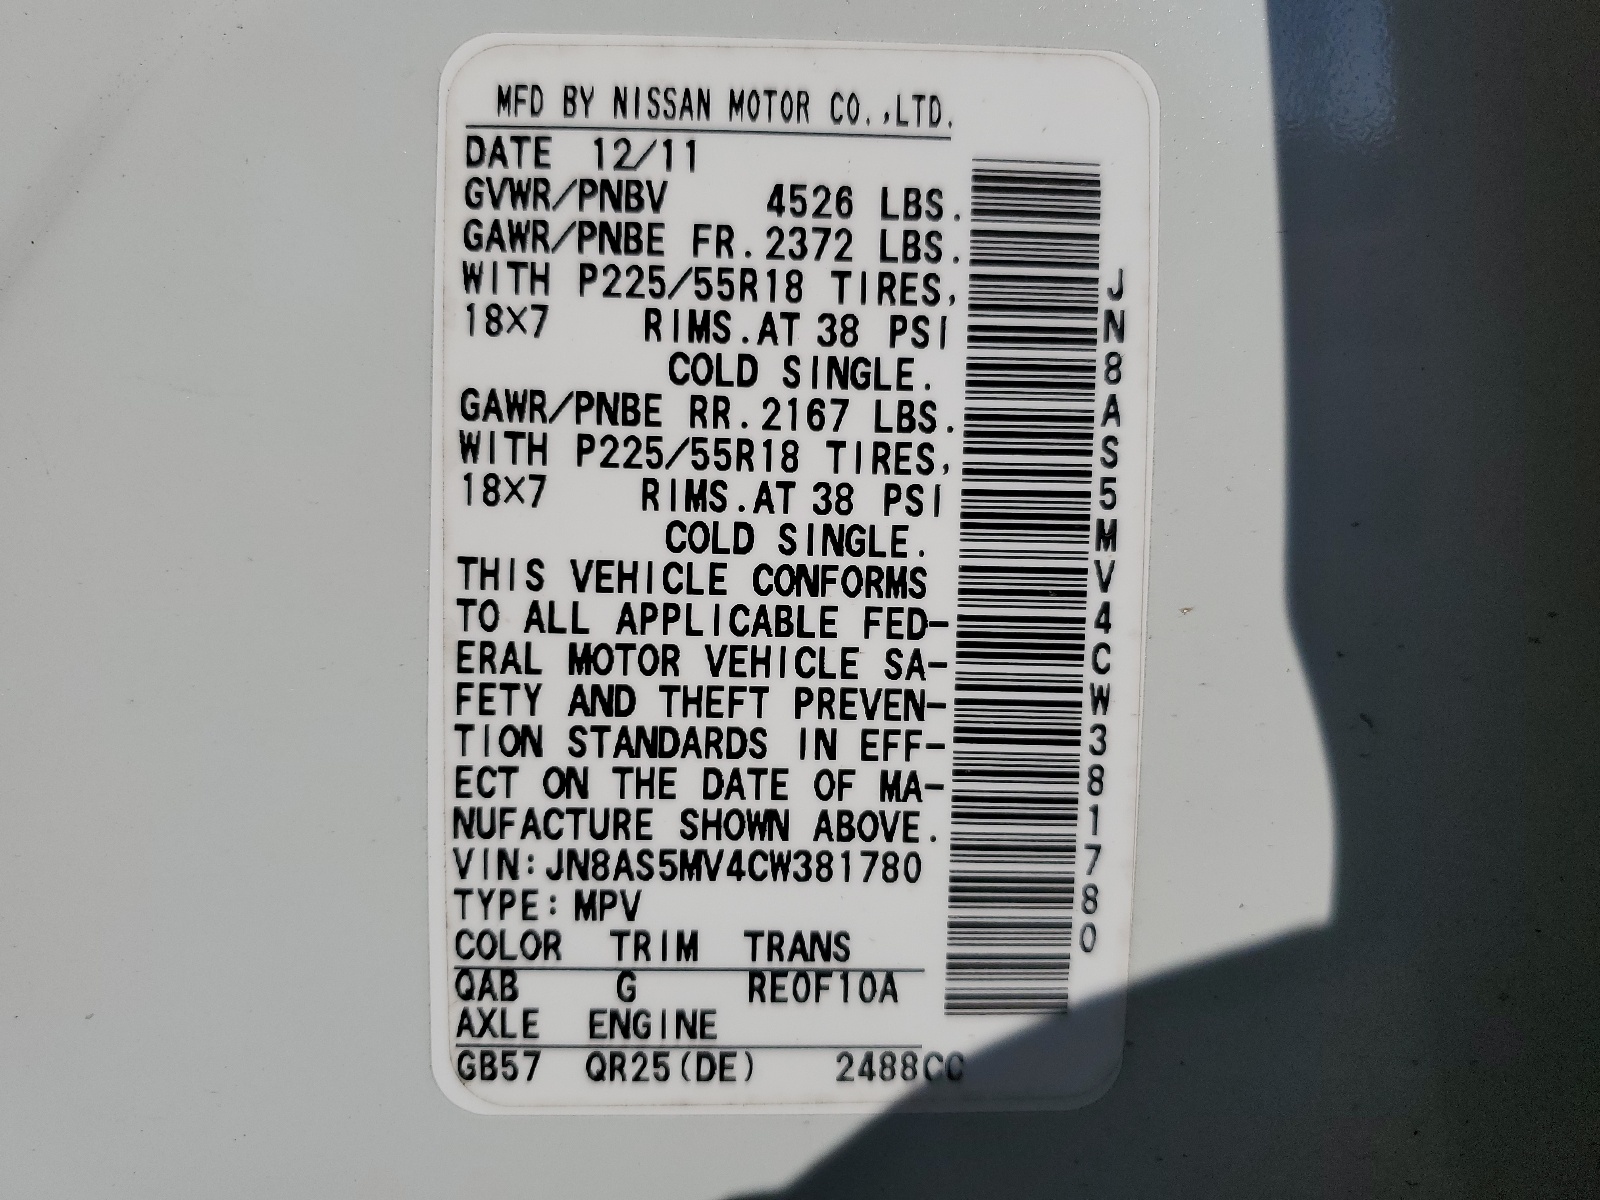 MFD BY NISSAN MOTOR CO.,LTD.
DATE 12/11
GVWR/PNBV 4526 LBS.
GAWR/PNBE FR.2372 LBS.
WITH P225/55R18 TIRES,
18X7 RIMS.AT 38 PSI
COLD SINGLE.
GAWR/PNBE RR.2167 LBS.
WITH P225/55R18 TIRES,
18X7 RIMS.AT 38 PSI
COLD SINGLE.
THIS VEHICLE CONFORMS
TO ALL APPLICABLE FED-
ERAL MOTOR VEHICLE SA-
FETY AND THEFT PREVEN-
TION STANDARDS IN EFF-
ECT ON THE DATE OF MA-
NUFACTURE SHOWN ABOVE.
VIN:JN8AS5MV4CW381780
TYPE:MPV
COLOR TRIM TRANS
QAB G RE0F10A
AXLE ENGINE
GB57 QR25(DE) 2488CC
JN8AS5MV4CW381780